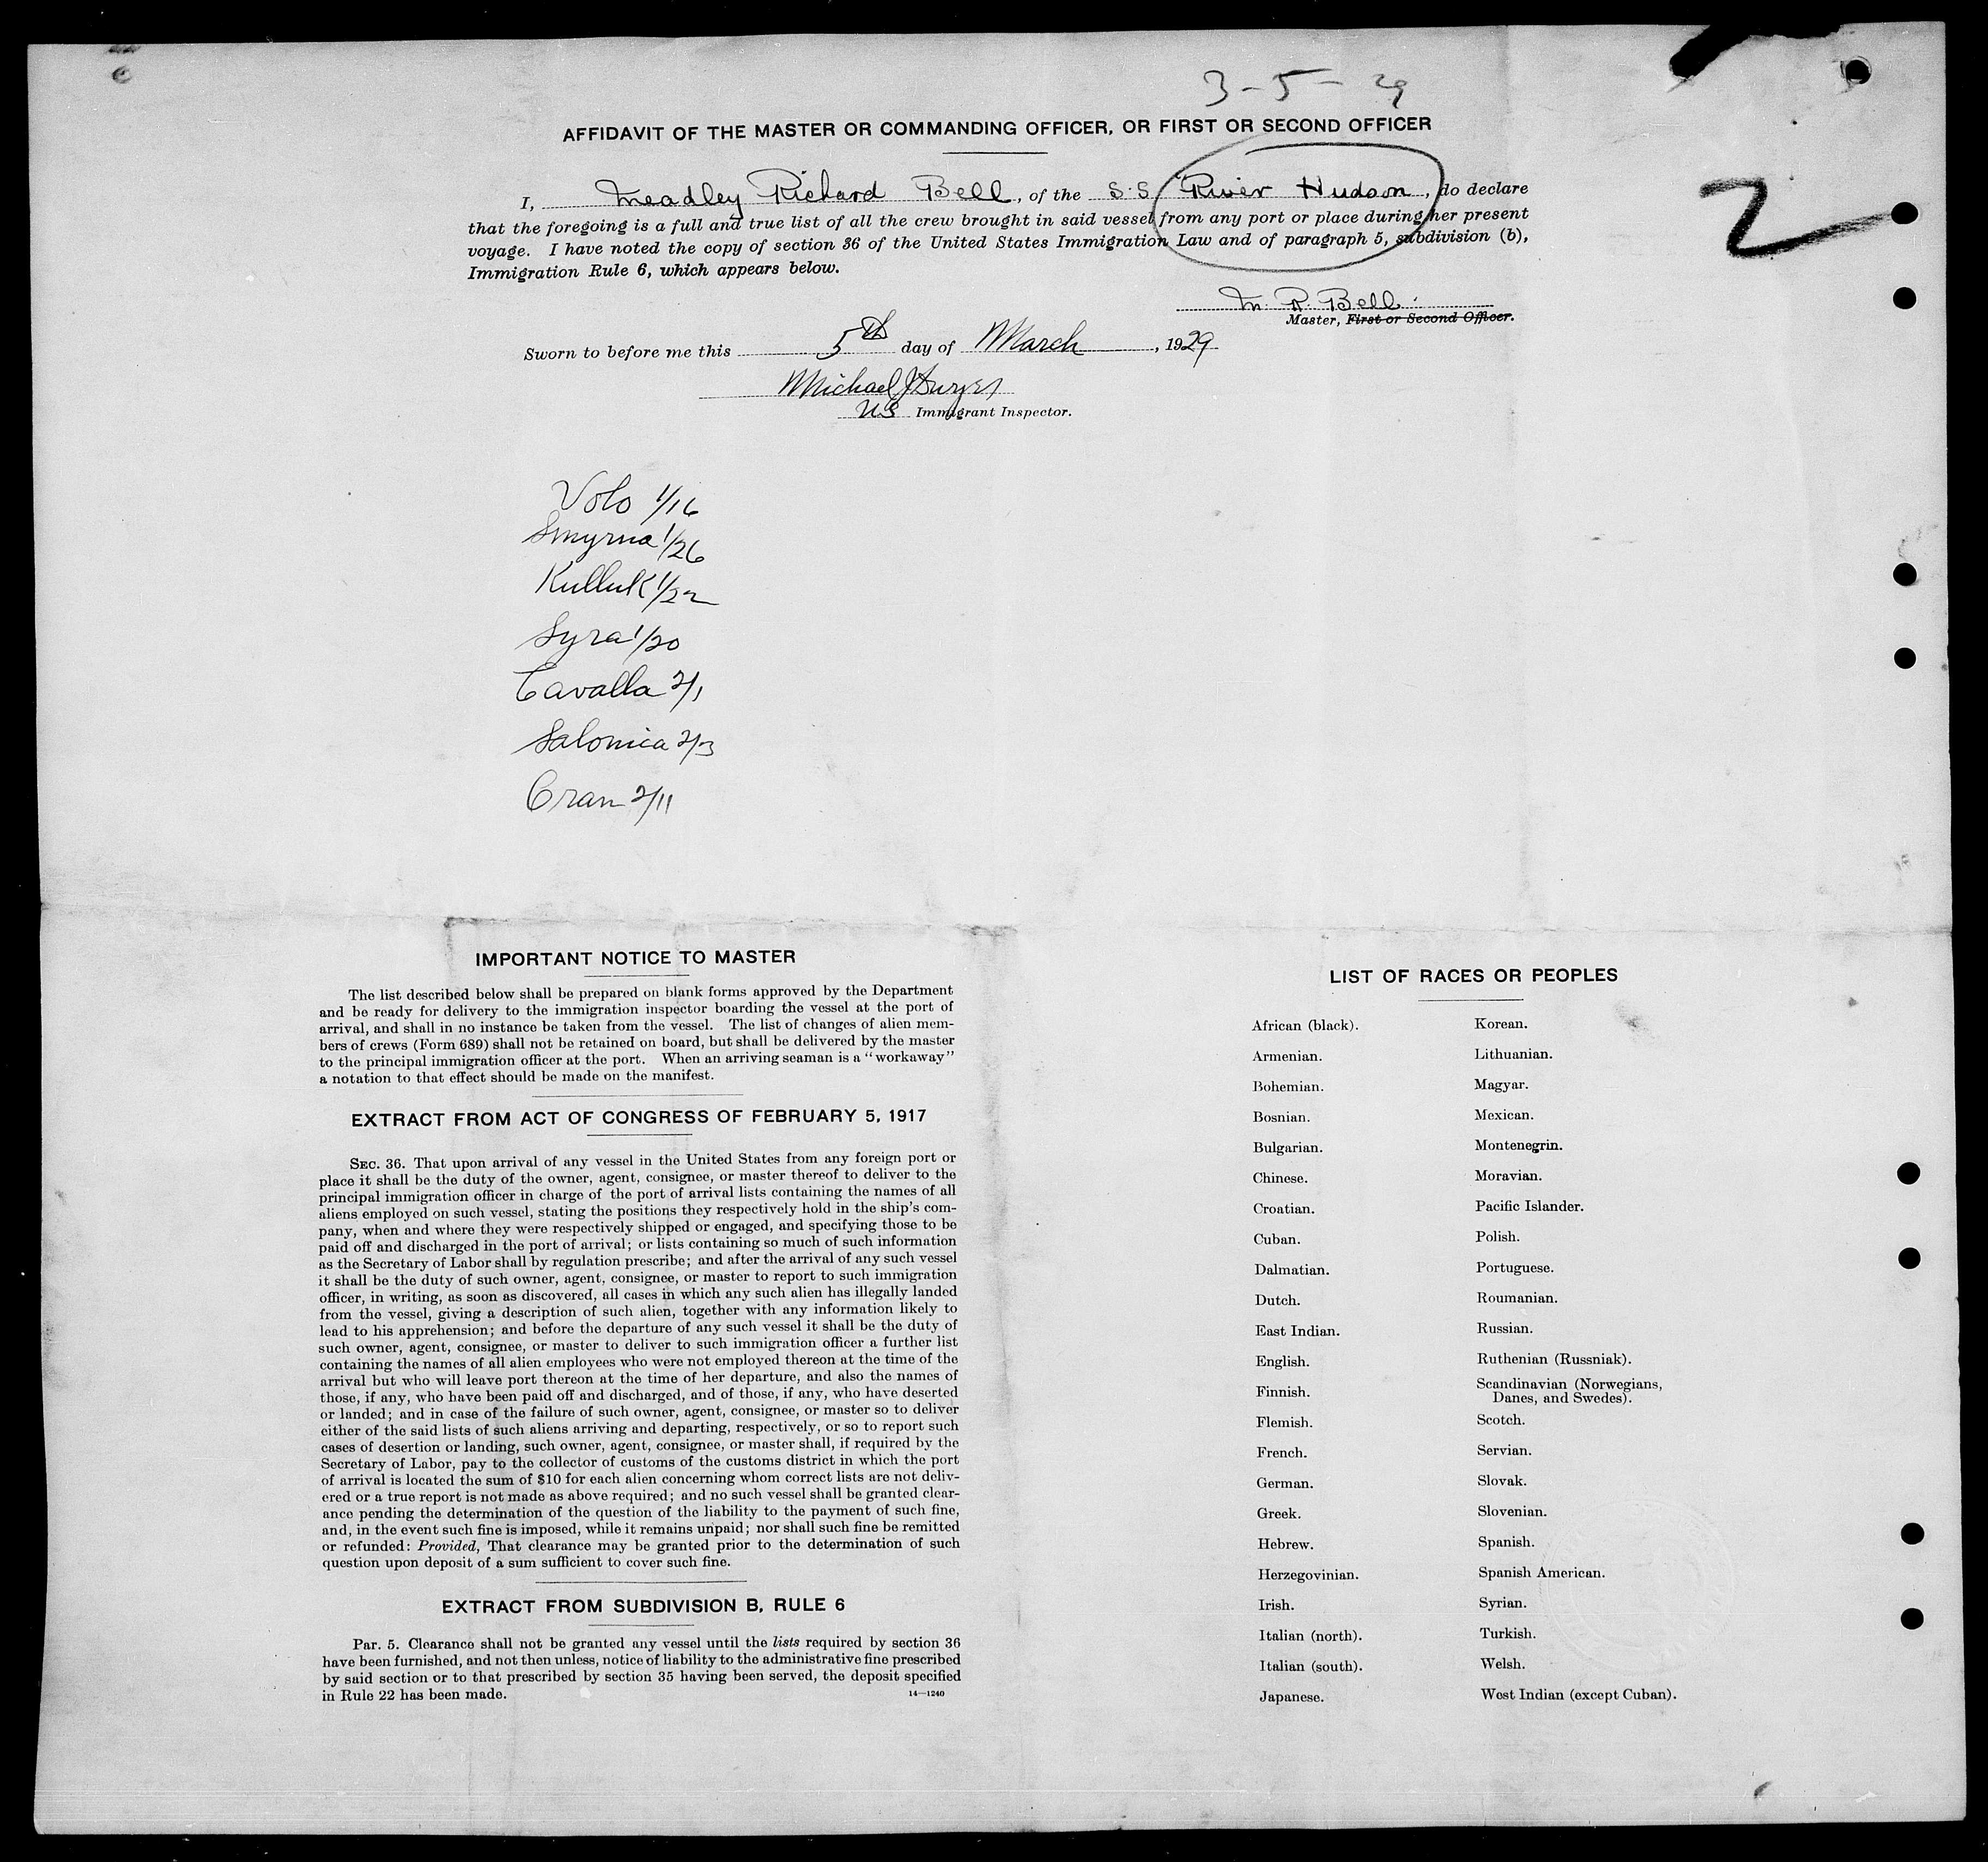 3-5-29
AFFIDAVIT OF THE MASTER OR COMMANDING OFFICER, OR FIRST OR SECOND OFFICER
I, Meadley Richard Bell, of the S.S River Hudson, do declare
that the foregoing is a full and true list of all the crew brought in said vessel from any port or place during her present
voyage. I have noted the copy of section 36 of the United States Immigration Law and of paragraph 5, subdivision (b),
Immigration Rule 6, which appears below.
2
M. R. Bell
Master, First or Second Officer.
Sworn to before me this 5th day of March, 1929
Michael J
US Immigrant Inspector.
Volo 1/16
Smyrna 1/26
Kulluk 1/22
Syra 1/20
Cavalla 2/1
Salonica 2/3
Oran 2/11
IMPORTANT NOTICE TO MASTER
The list described below shall be prepared on blank forms approved by the Department
and be ready for delivery to the immigration inspector boarding the vessel at the port of
arrival, and shall in no instance be taken from the vessel. The list of changes of alien mem-
bers of crews (Form 689) shall not be retained on board, but shall be delivered by the master
to the principal immigration officer at the port. When an arriving seaman is a "workaway"
a notation to that effect should be made on the manifest.
EXTRACT FROM ACT OF CONGRESS OF FEBRUARY 5, 1917
SEC. 36. That upon arrival of any vessel in the United States from any foreign port or
place it shall be the duty of the owner, agent, consignee, or master thereof to deliver to the
principal immigration officer in charge of the port of arrival lists containing the names of all
aliens employed on such vessel, stating the positions they respectively hold in the ship's com-
pany, when and where they were respectively shipped or engaged, and specifying those to be
paid off and discharged in the port of arrival; or lists containing so much of such information
as the Secretary of Labor shall by regulation prescribe; and after the arrival of any such vessel
it shall be the duty of such owner, agent, consignee, or master to report to such immigration
officer, in writing, as soon as discovered, all cases in which any such alien has illegally landed
from the vessel, giving a description of such alien, together with any information likely to
lead to his apprehension; and before the departure of any such vessel it shall be the duty of
such owner, agent, consignee, or master to deliver to such immigration officer a further list
containing the names of all alien employees who were not employed thereon at the time of the
arrival but who will leave port thereon at the time of her departure, and also the names of
those, if any, who have been paid off and discharged, and of those, if any, who have deserted
or landed; and in case of the failure of such owner, agent, consignee, or master so to deliver
either of the said lists of such aliens arriving and departing, respectively, or so to report such
cases of desertion or landing, such owner, agent, consignee, or master shall, if required by the
Secretary of Labor, pay to the collector of customs of the customs district in which the port
of arrival is located the sum of $10 for each alien concerning whom correct lists are not deliv-
ered or a true report is not made as above required; and no such vessel shall be granted clear-
ance pending the determination of the question of the liability to the payment of such fine,
and, in the event such fine is imposed, while it remains unpaid; nor shall such fine be remitted
or refunded: Provided, That clearance may be granted prior to the determination of such
question upon deposit of a sum sufficient to cover such fine.
EXTRACT FROM SUBDIVISION B, RULE 6
Par. 5. Clearance shall not be granted any vessel until the lists required by section 36
have been furnished, and not then unless, notice of liability to the administrative fine prescribed
by said section or to that prescribed by section 35 having been served, the deposit specified
in Rule 22 has been made.
14—1240
LIST OF RACES OR PEOPLES
African (black).
Armenian.
Bohemian.
Bosnian.
Bulgarian.
Chinese.
Croatian.
Cuban.
Dalmatian.
Dutch.
East Indian.
English.
Finnish.
Flemish.
French.
German.
Greek.
Hebrew.
Herzegovinian.
Irish.
Italian (north).
Italian (south).
Japanese.
Korean.
Lithuanian.
Magyar.
Mexican.
Montenegrin.
Moravian.
Pacific Islander.
Polish.
Portuguese.
Roumanian.
Russian.
Ruthenian (Russniak).
Scandinavian (Norwegians,
Danes, and Swedes).
Scotch.
Servian.
Slovak.
Slovenian.
Spanish.
Spanish American.
Syrian.
Turkish.
Welsh.
West Indian (except Cuban).